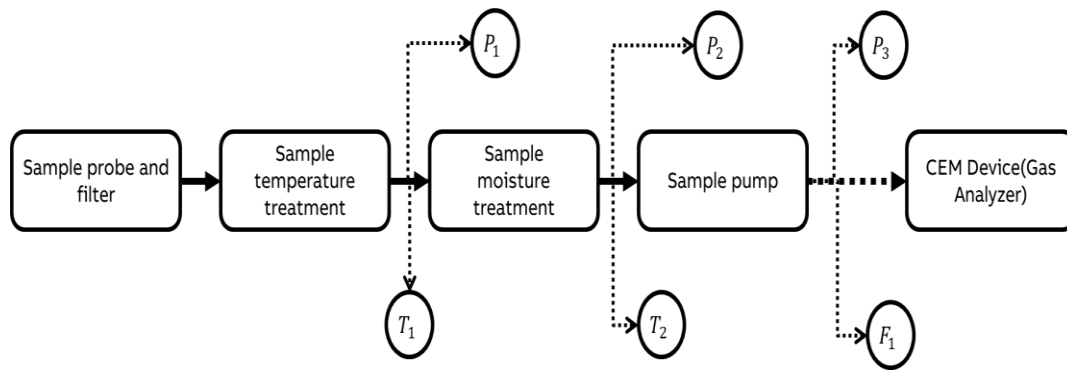 P₁
P₂
P₃
Sample probe and
filter
Sample
temperature
treatment
Sample
moisture
treatment
Sample pump
CEM Device(Gas
Analyzer)
T₁
T₂
F₁